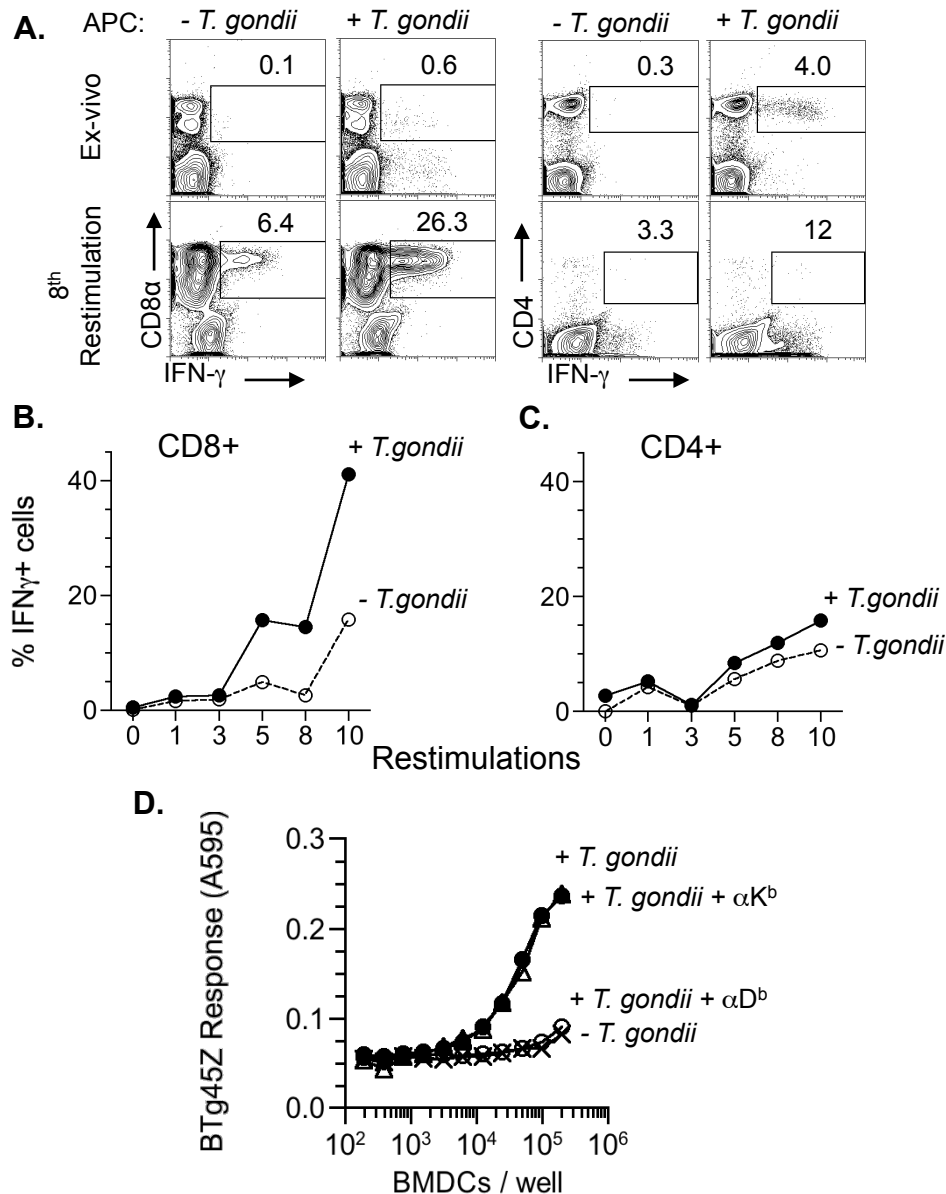 A. APC: - T. gondii + T. gondii - T. gondii + T. gondii
Ex-vivo
0.1 0.6 0.3 4.0
8th
Restimulation
6.4 26.3 3.3 12
CD8α CD4
IFN-γ IFN-γ
B. C.
CD8+ CD4+
+ T.gondii
- T.gondii
% IFNγ+ cells
40
20
0
0 1 3 5 8 10
40
20
0
+ T.gondii
- T.gondii
0 1 3 5 8 10
Restimulations
D.
BTg45Z Response (A595)
0.3
0.2
0.1
0.0
+ T. gondii
+ T. gondii + αKb
+ T. gondii + αDb
- T. gondii
10² 10³ 10⁴ 10⁵ 10⁶
BMDCs / well